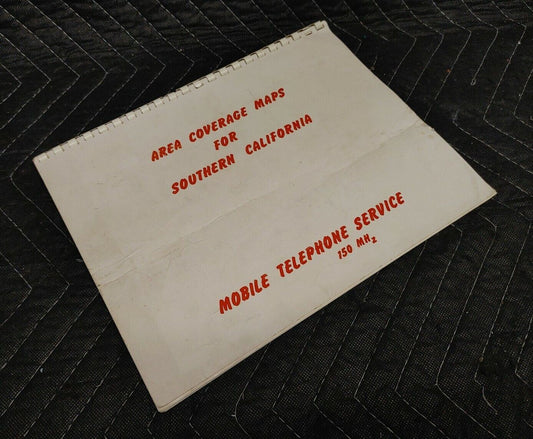 AREA COVERAGE MAPS
FOR
SOUTHERN CALIFORNIA
MOBILE TELEPHONE SERVICE
150 MHz